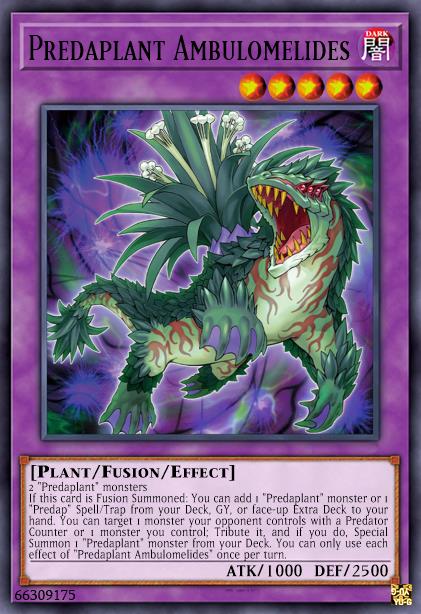 Predaplant Ambulomelides
DARK
闇
[Plant/Fusion/Effect]
2 "Predaplant" monsters
If this card is Fusion Summoned: You can add 1 "Predaplant" monster or 1
"Predap" Spell/Trap from your Deck, GY, or face-up Extra Deck to your
hand. You can target 1 monster your opponent controls with a Predator
Counter or 1 monster you control; Tribute it, and if you do, Special
Summon 1 "Predaplant" monster from your Deck. You can only use each
effect of "Predaplant Ambulomelides" once per turn.
ATK/1000 DEF/2500
66309175